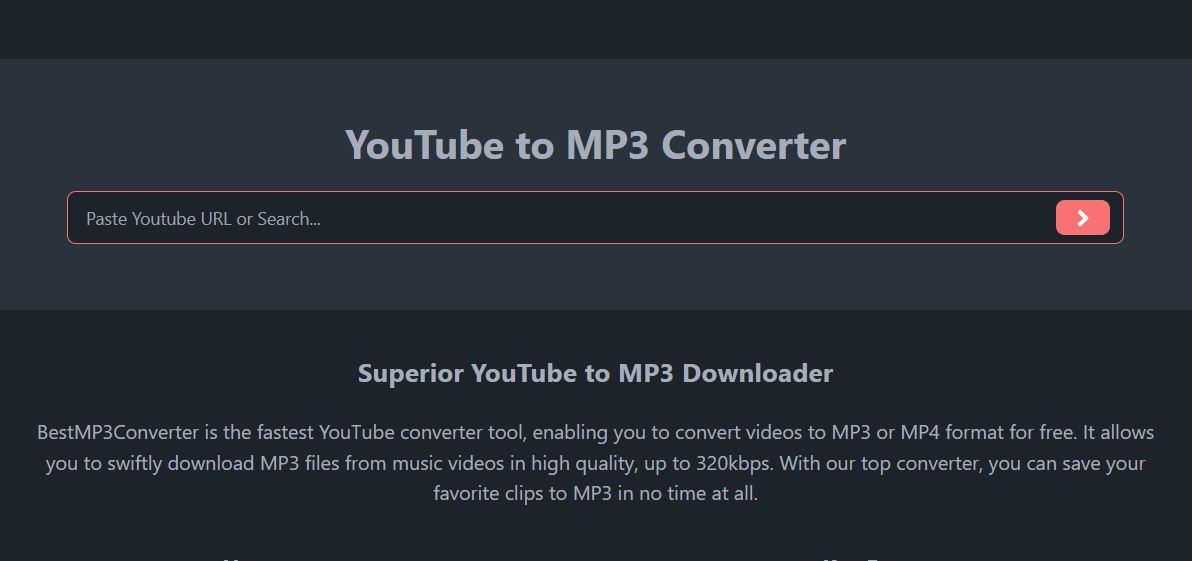 YouTube to MP3 Converter
Paste Youtube URL or Search...
Superior YouTube to MP3 Downloader
BestMP3Converter is the fastest YouTube converter tool, enabling you to convert videos to MP3 or MP4 format for free. It allows
you to swiftly download MP3 files from music videos in high quality, up to 320kbps. With our top converter, you can save your
favorite clips to MP3 in no time at all.